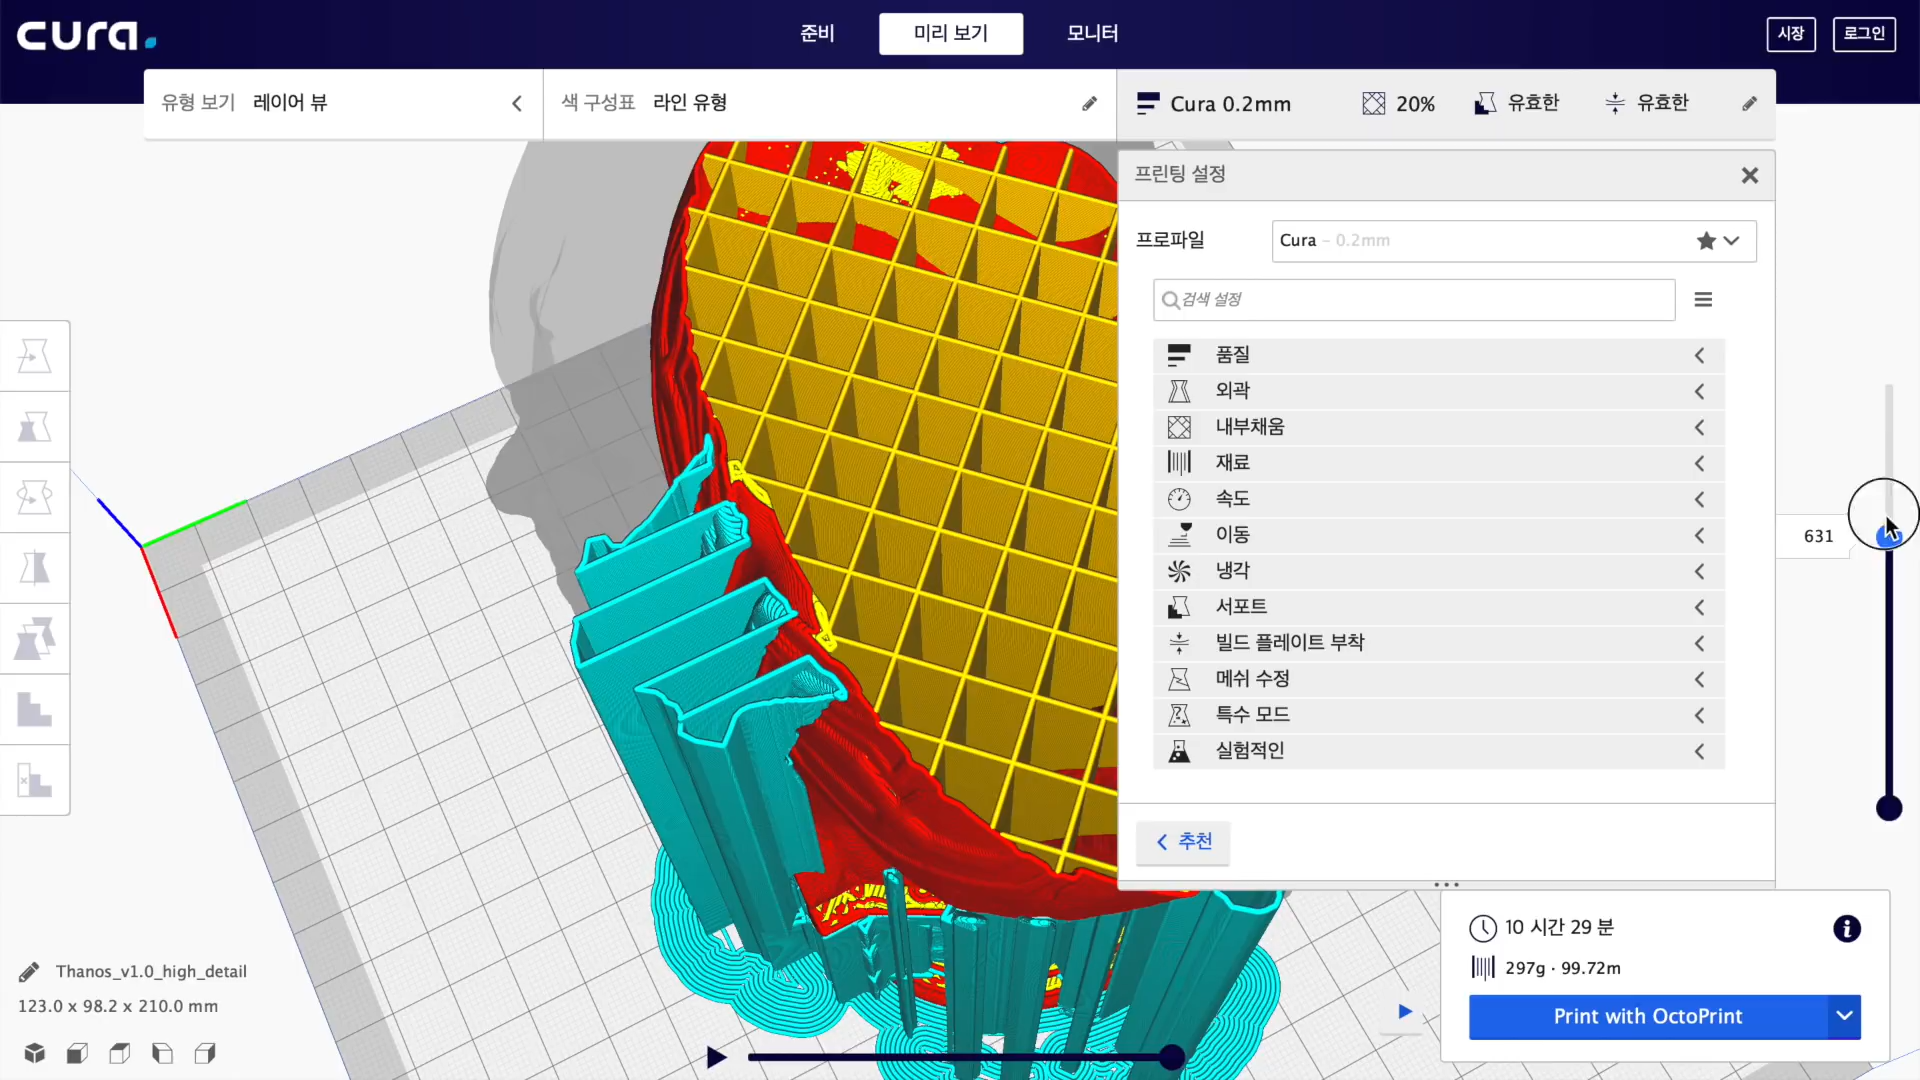 cura.
준비
미리 보기
모니터
시장
로그인
유형 보기 레이어 뷰
색 구성표 라인 유형
Cura 0.2mm
20%
유효한
유효한
프린팅 설정
프로파일
Cura - 0.2mm
검색 설정
품질
외곽
내부채움
재료
속도
이동
냉각
서포트
빌드 플레이트 부착
메쉬 수정
특수 모드
실험적인
추천
631
10 시간 29 분
297g · 99.72m
Print with OctoPrint
Thanos_v1.0_high_detail
123.0 x 98.2 x 210.0 mm